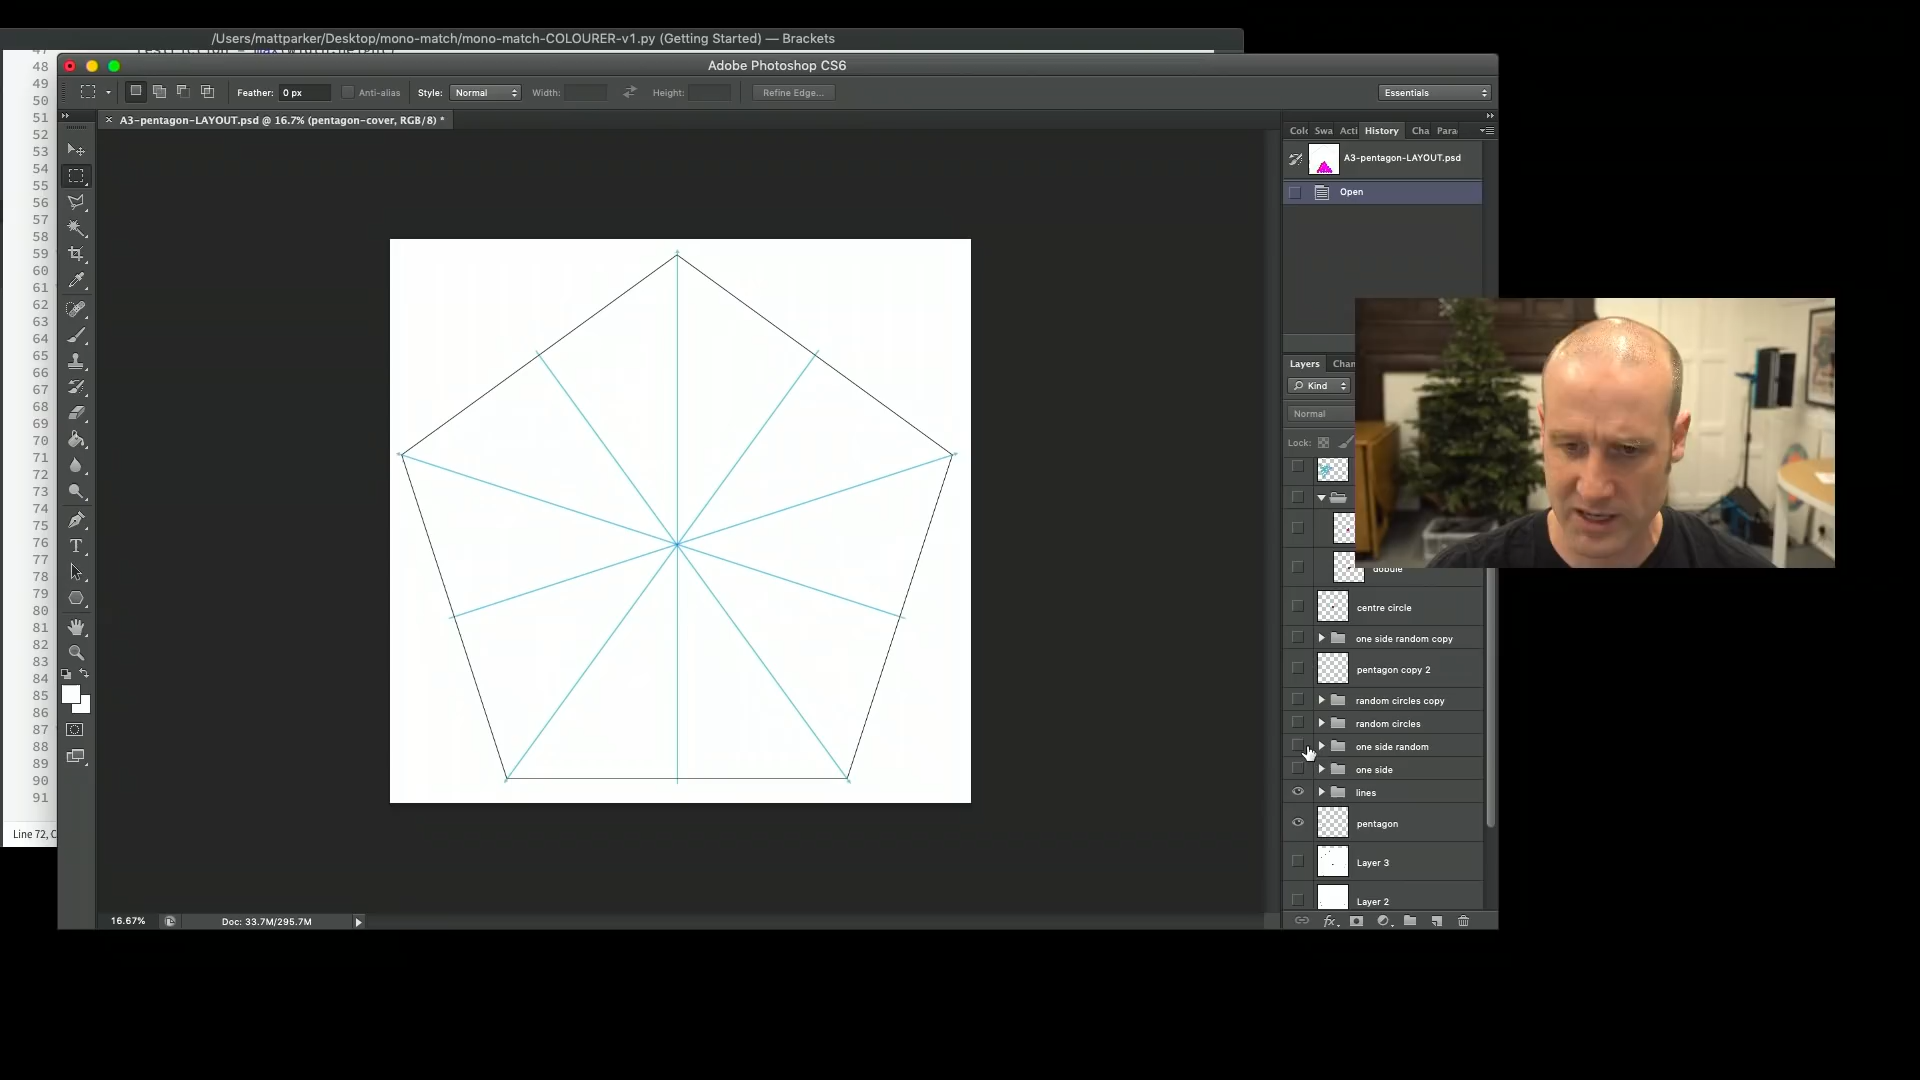 /Users/mattparker/Desktop/mono-match/mono-match-COLOURER-v1.py (Getting Started) — Brackets
Adobe Photoshop CS6
Feather: 0 px Anti-alias Style: Normal Width: Height: Refine Edge... Essentials
× A3-pentagon-LAYOUT.psd @ 16.7% (pentagon-cover, RGB/8) *
Colo Swa Acti History Cha Para
A3-pentagon-LAYOUT.psd
Open
Layers Chan
Kind
Normal
Lock:
dobule
centre circle
one side random copy
pentagon copy 2
random circles copy
random circles
one side random
one side
lines
pentagon
Layer 3
Layer 2
fx
T
47
48
49
50
51
52
53
54
55
56
57
58
59
60
61
62
63
64
65
66
67
68
69
70
71
72
73
74
75
76
77
78
79
80
81
82
83
84
85
86
87
88
89
90
91
Line 72, C
16.67% Doc: 33.7M/295.7M